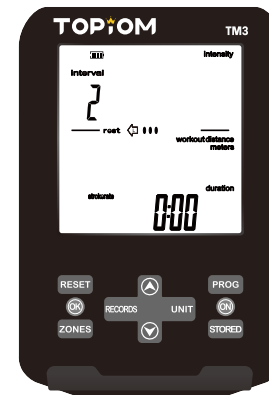 TOPIOM
TM3
intensity
interval
2
rest
workout distance
meters
strokerate
duration
0:00
RESET
PROG
OK
RECORDS
UNIT
ON
ZONES
STORED